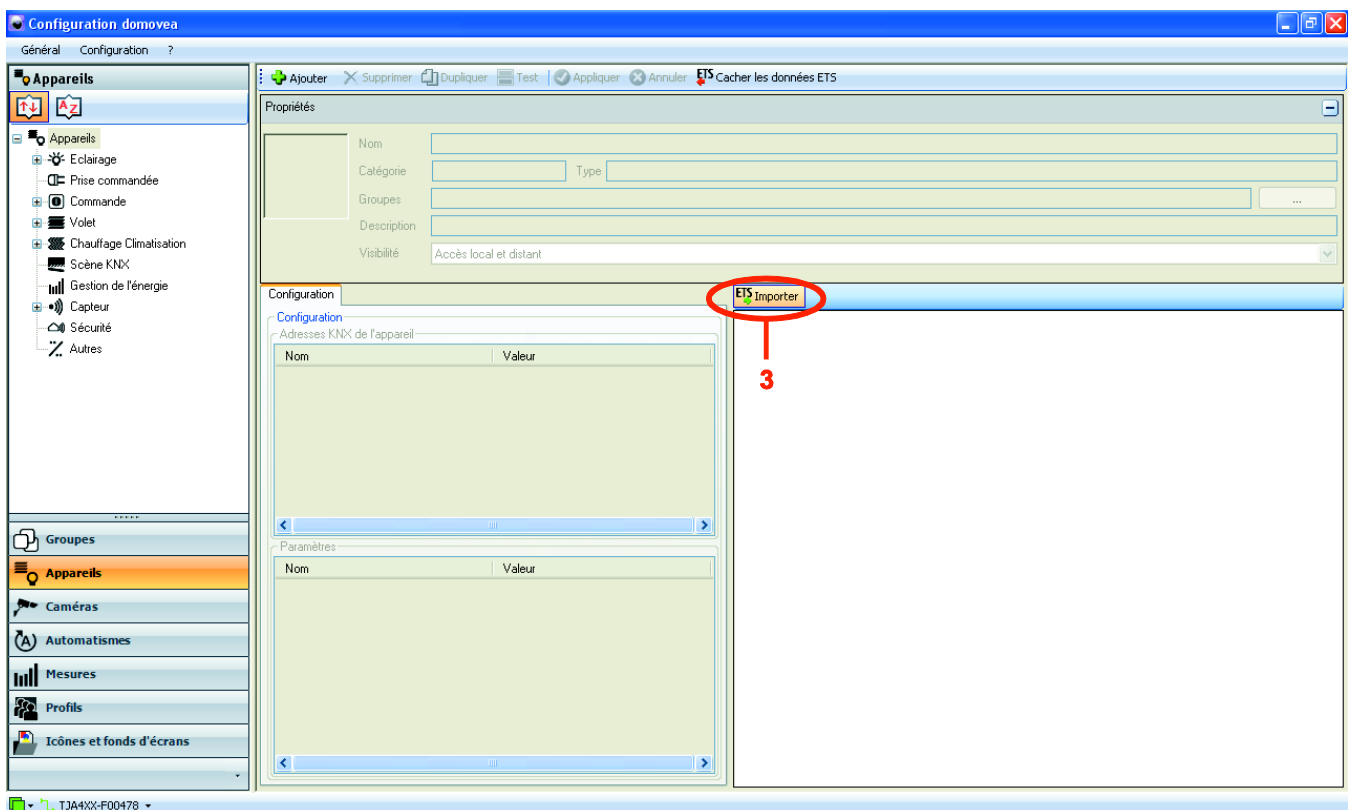 Configuration domovea
Général Configuration ?
Appareils
A Z
Appareils
Eclairage
Prise commandée
Commande
Volet
Chauffage Climatisation
Scène KNX
Gestion de l'énergie
Capteur
Sécurité
Autres
Groupes
Appareils
Caméras
(A) Automatismes
Mesures
Profils
Icônes et fonds d'écrans
Ajouter Supprimer Dupliquer Test Appliquer Annuler ETS Cacher les données ETS
Propriétés
Nom
Catégorie Type
Groupes ...
Description
Visibilité Accès local et distant
Configuration
Configuration
Adresses KNX de l'appareil
Nom Valeur
Paramètres
Nom Valeur
ETS Importer
3
TJA4XX-F00478